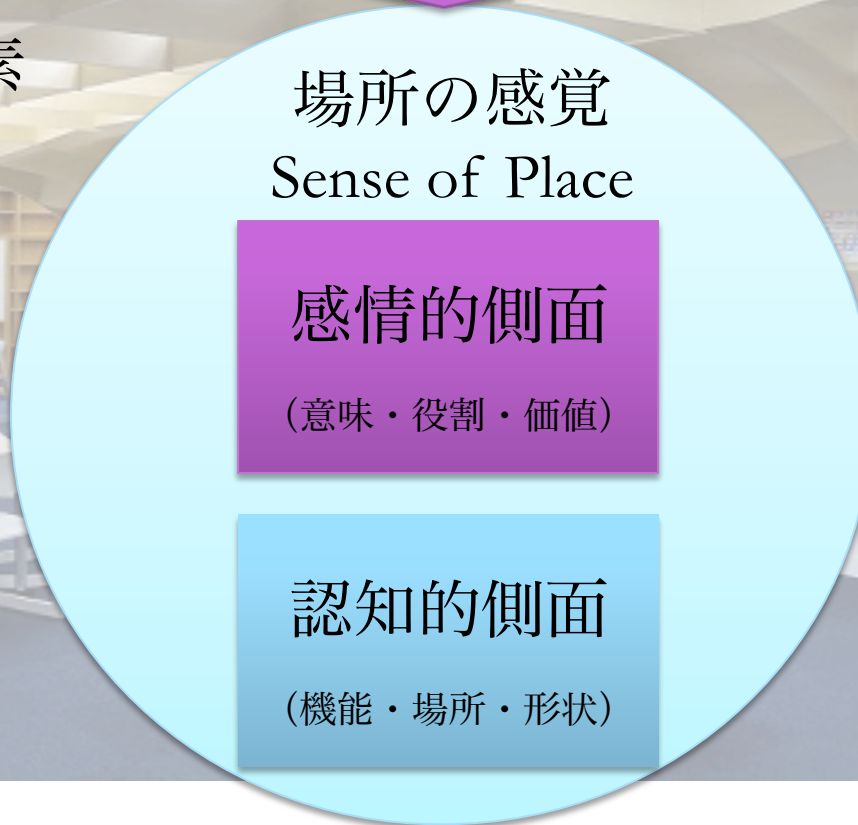 素
場所の感覚
Sense of Place
感情的側面
（意味・役割・価値）
認知的側面
（機能・場所・形状）